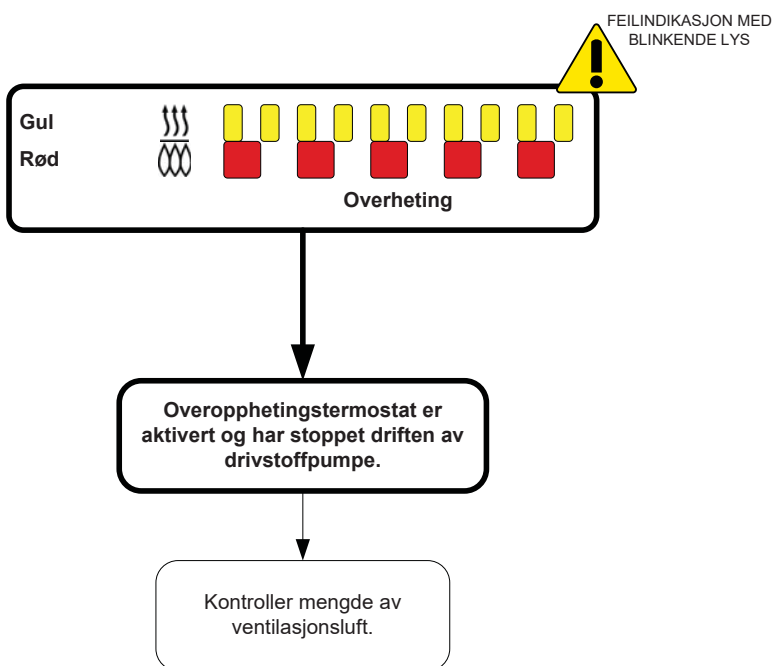 FEILINDIKASJON MED
BLINKENDE LYS
Gul
Rød
Overheting
Overopphetingstermostat er
aktivert og har stoppet driften av
drivstoffpumpe.
Kontroller mengde av
ventilasjonsluft.